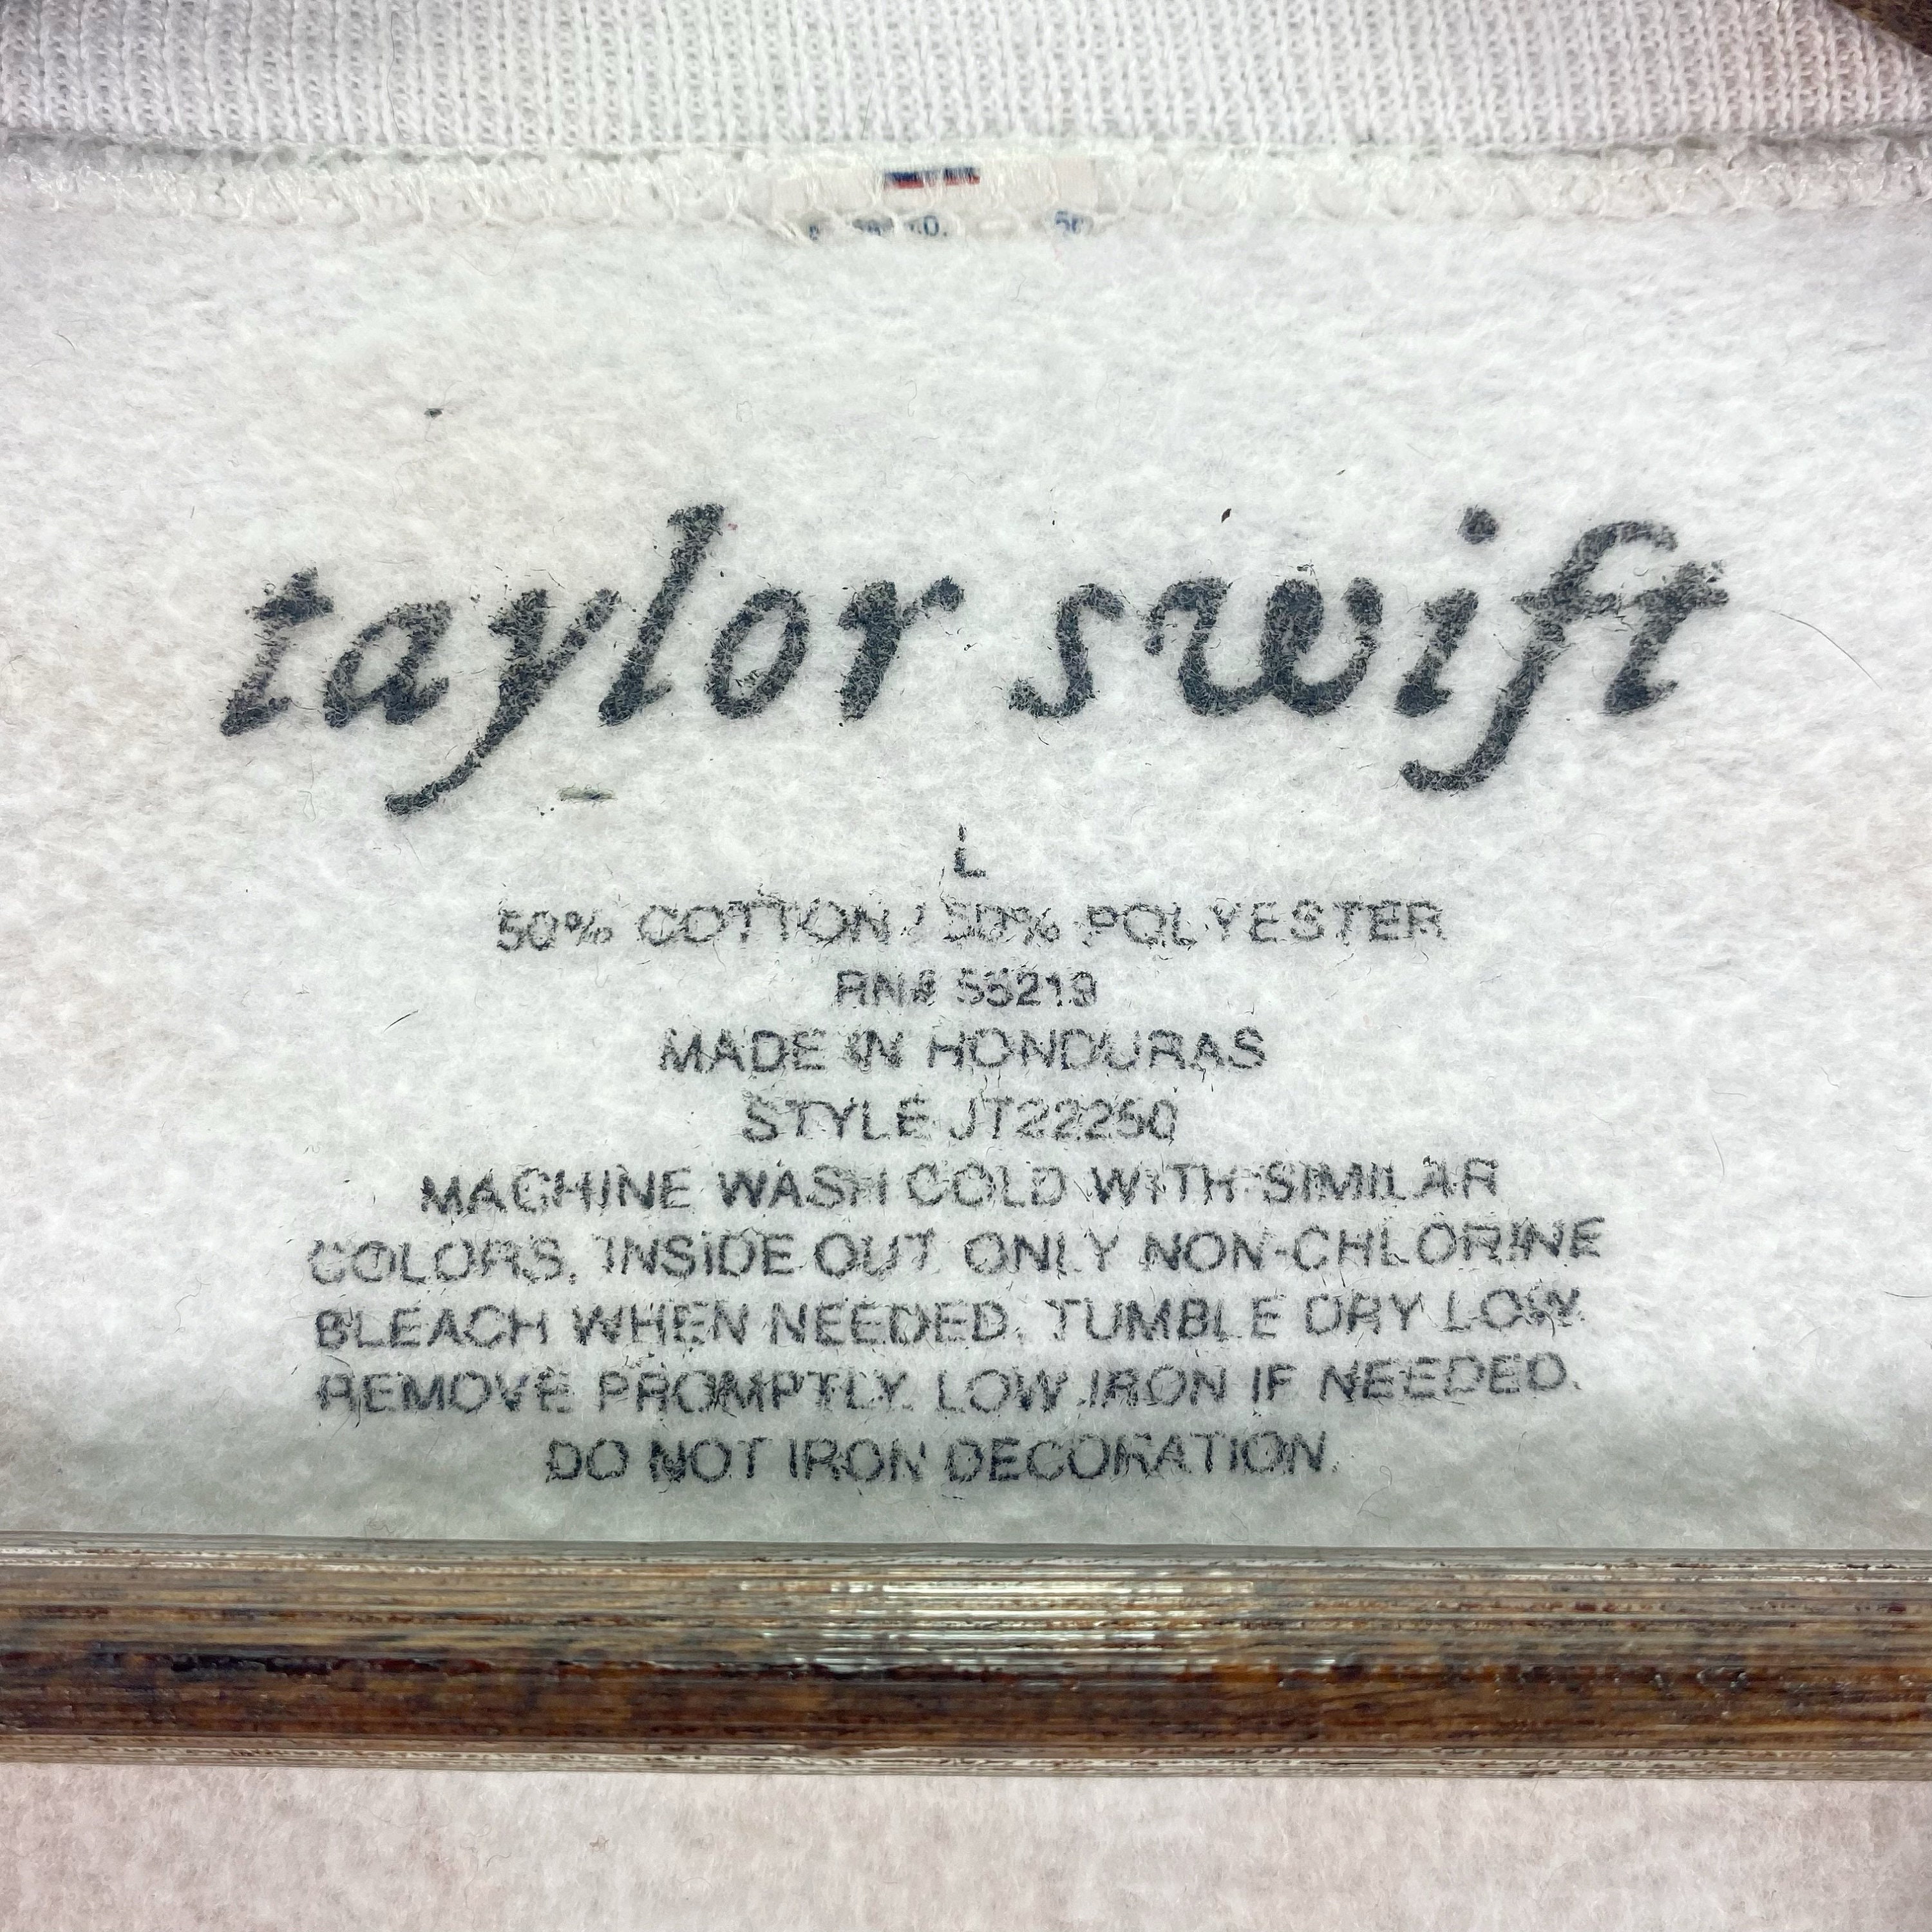 taylor swift
L
50% COTTON / 50% POLYESTER
RN# 55219
MADE IN HONDURAS
STYLE JT22250
MACHINE WASH COLD WITH SIMILAR
COLORS, INSIDE OUT. ONLY NON-CHLORINE
BLEACH WHEN NEEDED. TUMBLE DRY LOW.
REMOVE PROMPTLY. LOW IRON IF NEEDED.
DO NOT IRON DECORATION.